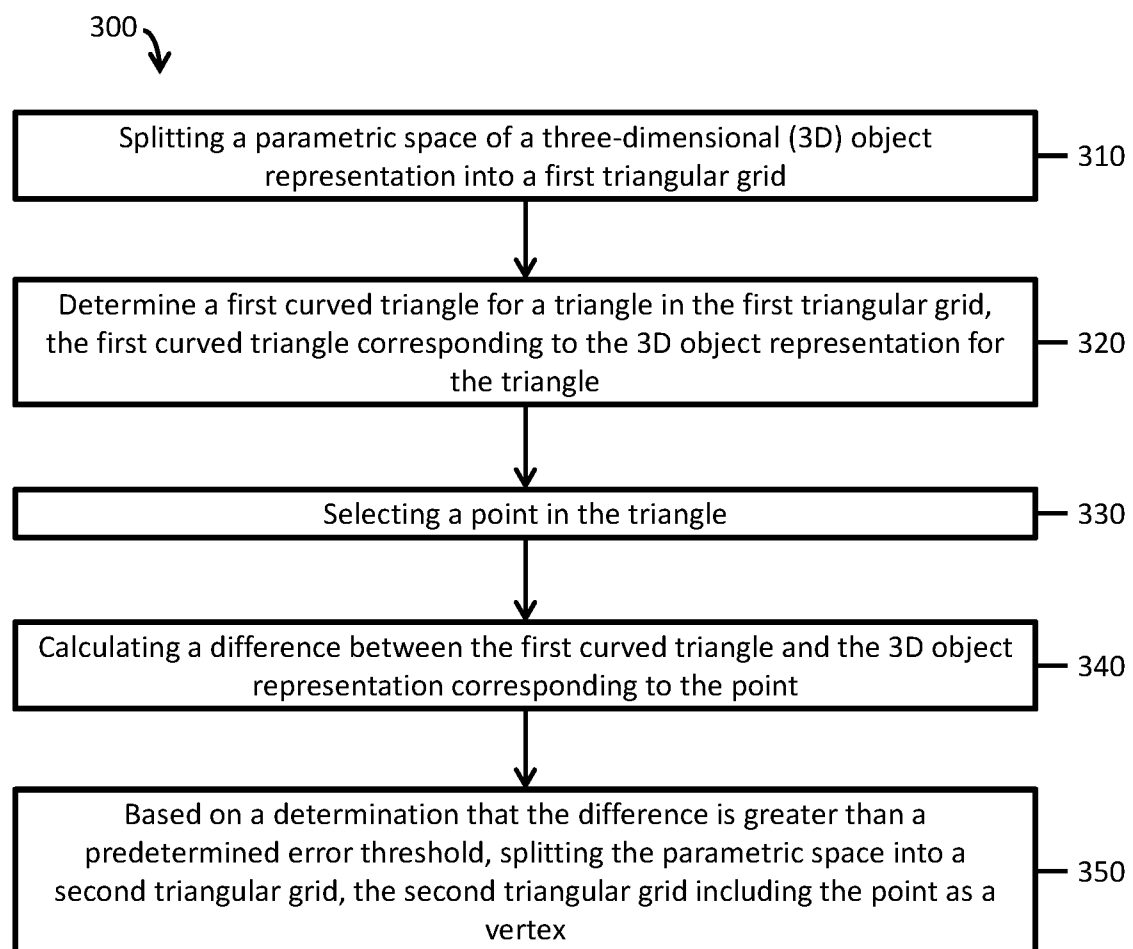 300
Splitting a parametric space of a three-dimensional (3D) object
representation into a first triangular grid
310
Determine a first curved triangle for a triangle in the first triangular grid,
the first curved triangle corresponding to the 3D object representation for
the triangle
320
Selecting a point in the triangle
330
Calculating a difference between the first curved triangle and the 3D object
representation corresponding to the point
340
Based on a determination that the difference is greater than a
predetermined error threshold, splitting the parametric space into a
second triangular grid, the second triangular grid including the point as a
vertex
350